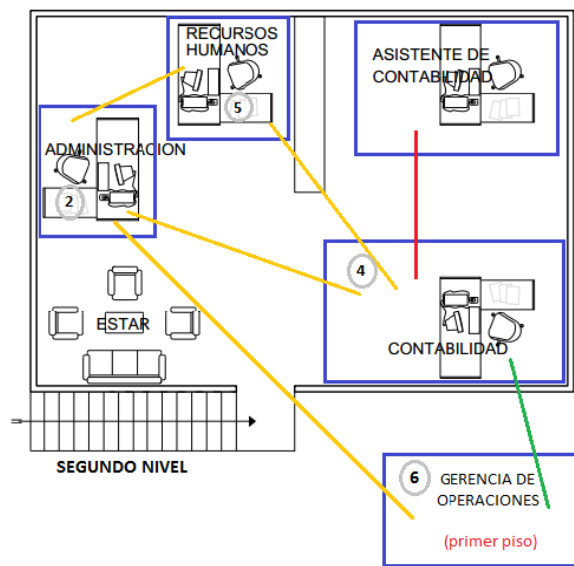 RECURSOS
HUMANOS
5
ASISTENTE DE
CONTABILIDAD
ADMINISTRACION
2
4
ESTAR
CONTABILIDAD
SEGUNDO NIVEL
6
GERENCIA DE
OPERACIONES
(primer piso)